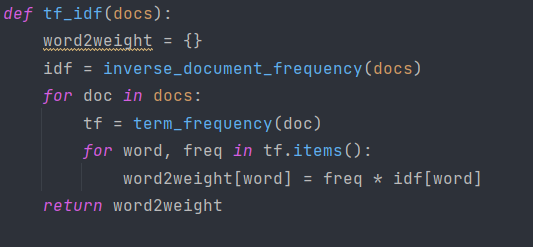 def tf_idf(docs):
    word2weight = {}
    idf = inverse_document_frequency(docs)
    for doc in docs:
        tf = term_frequency(doc)
        for word, freq in tf.items():
            word2weight[word] = freq * idf[word]
    return word2weight